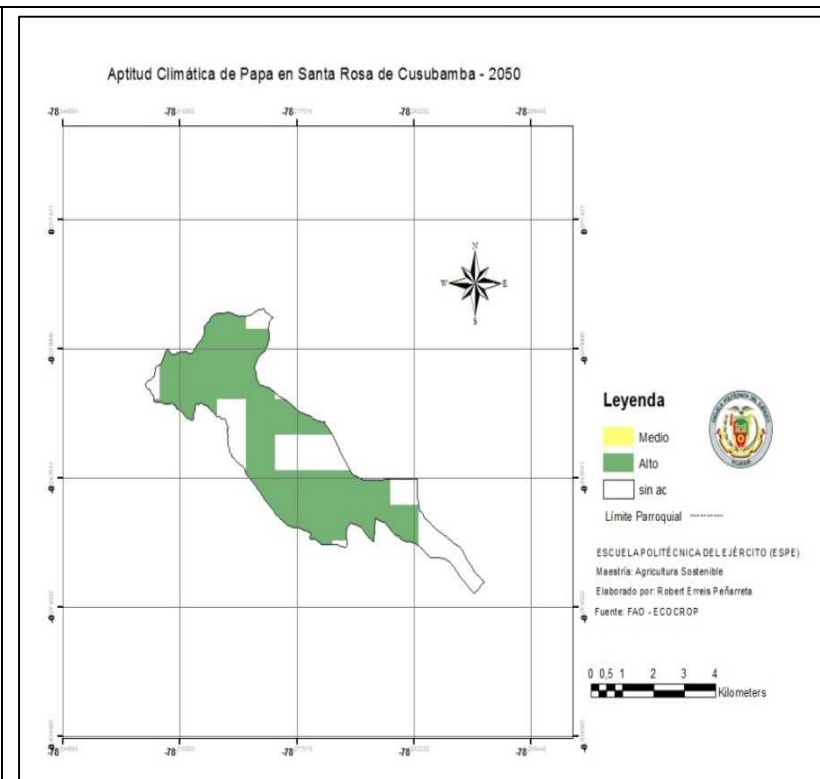 Aptitud Climática de Papa en Santa Rosa de Cusubamba - 2050
-78 -78 -78 -78 -78
N
W E
S
Leyenda
Medio
Alto
sin ac
Límite Parroquial
ESCUELA POLITÉCNICA DEL EJÉRCITO (ESPE)
Maestría: Agricultura Sostenible
Elaborado por: Robert Erreis Peñarreta
Fuente: FAO - ECOCROP
0 0,5 1 2 3 4
Kilometers
-78 -78 -78 -78 -78